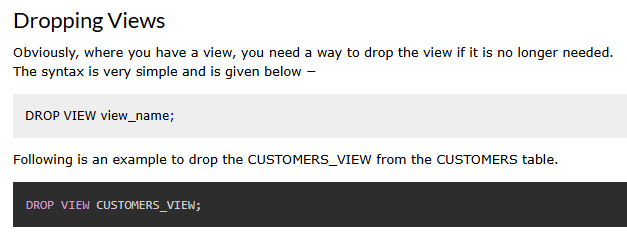 Dropping Views
Obviously, where you have a view, you need a way to drop the view if it is no longer needed.
The syntax is very simple and is given below −
DROP VIEW view_name;
Following is an example to drop the CUSTOMERS_VIEW from the CUSTOMERS table.
DROP VIEW CUSTOMERS_VIEW;